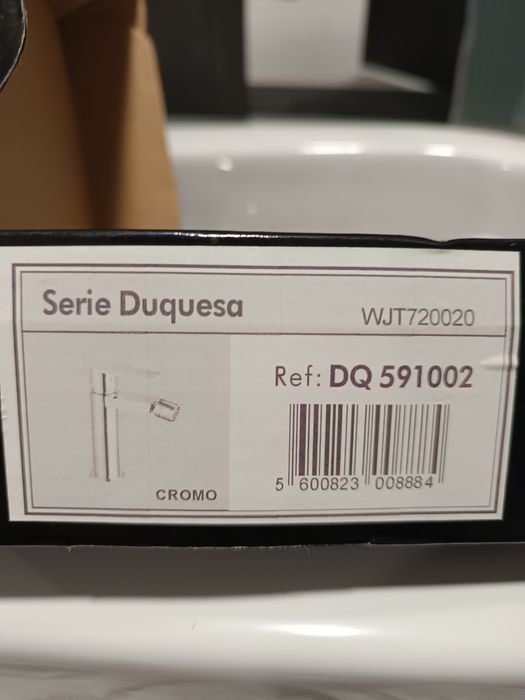 Serie Duquesa
WJT720020
Ref: DQ 591002
5 600823 008884
CROMO